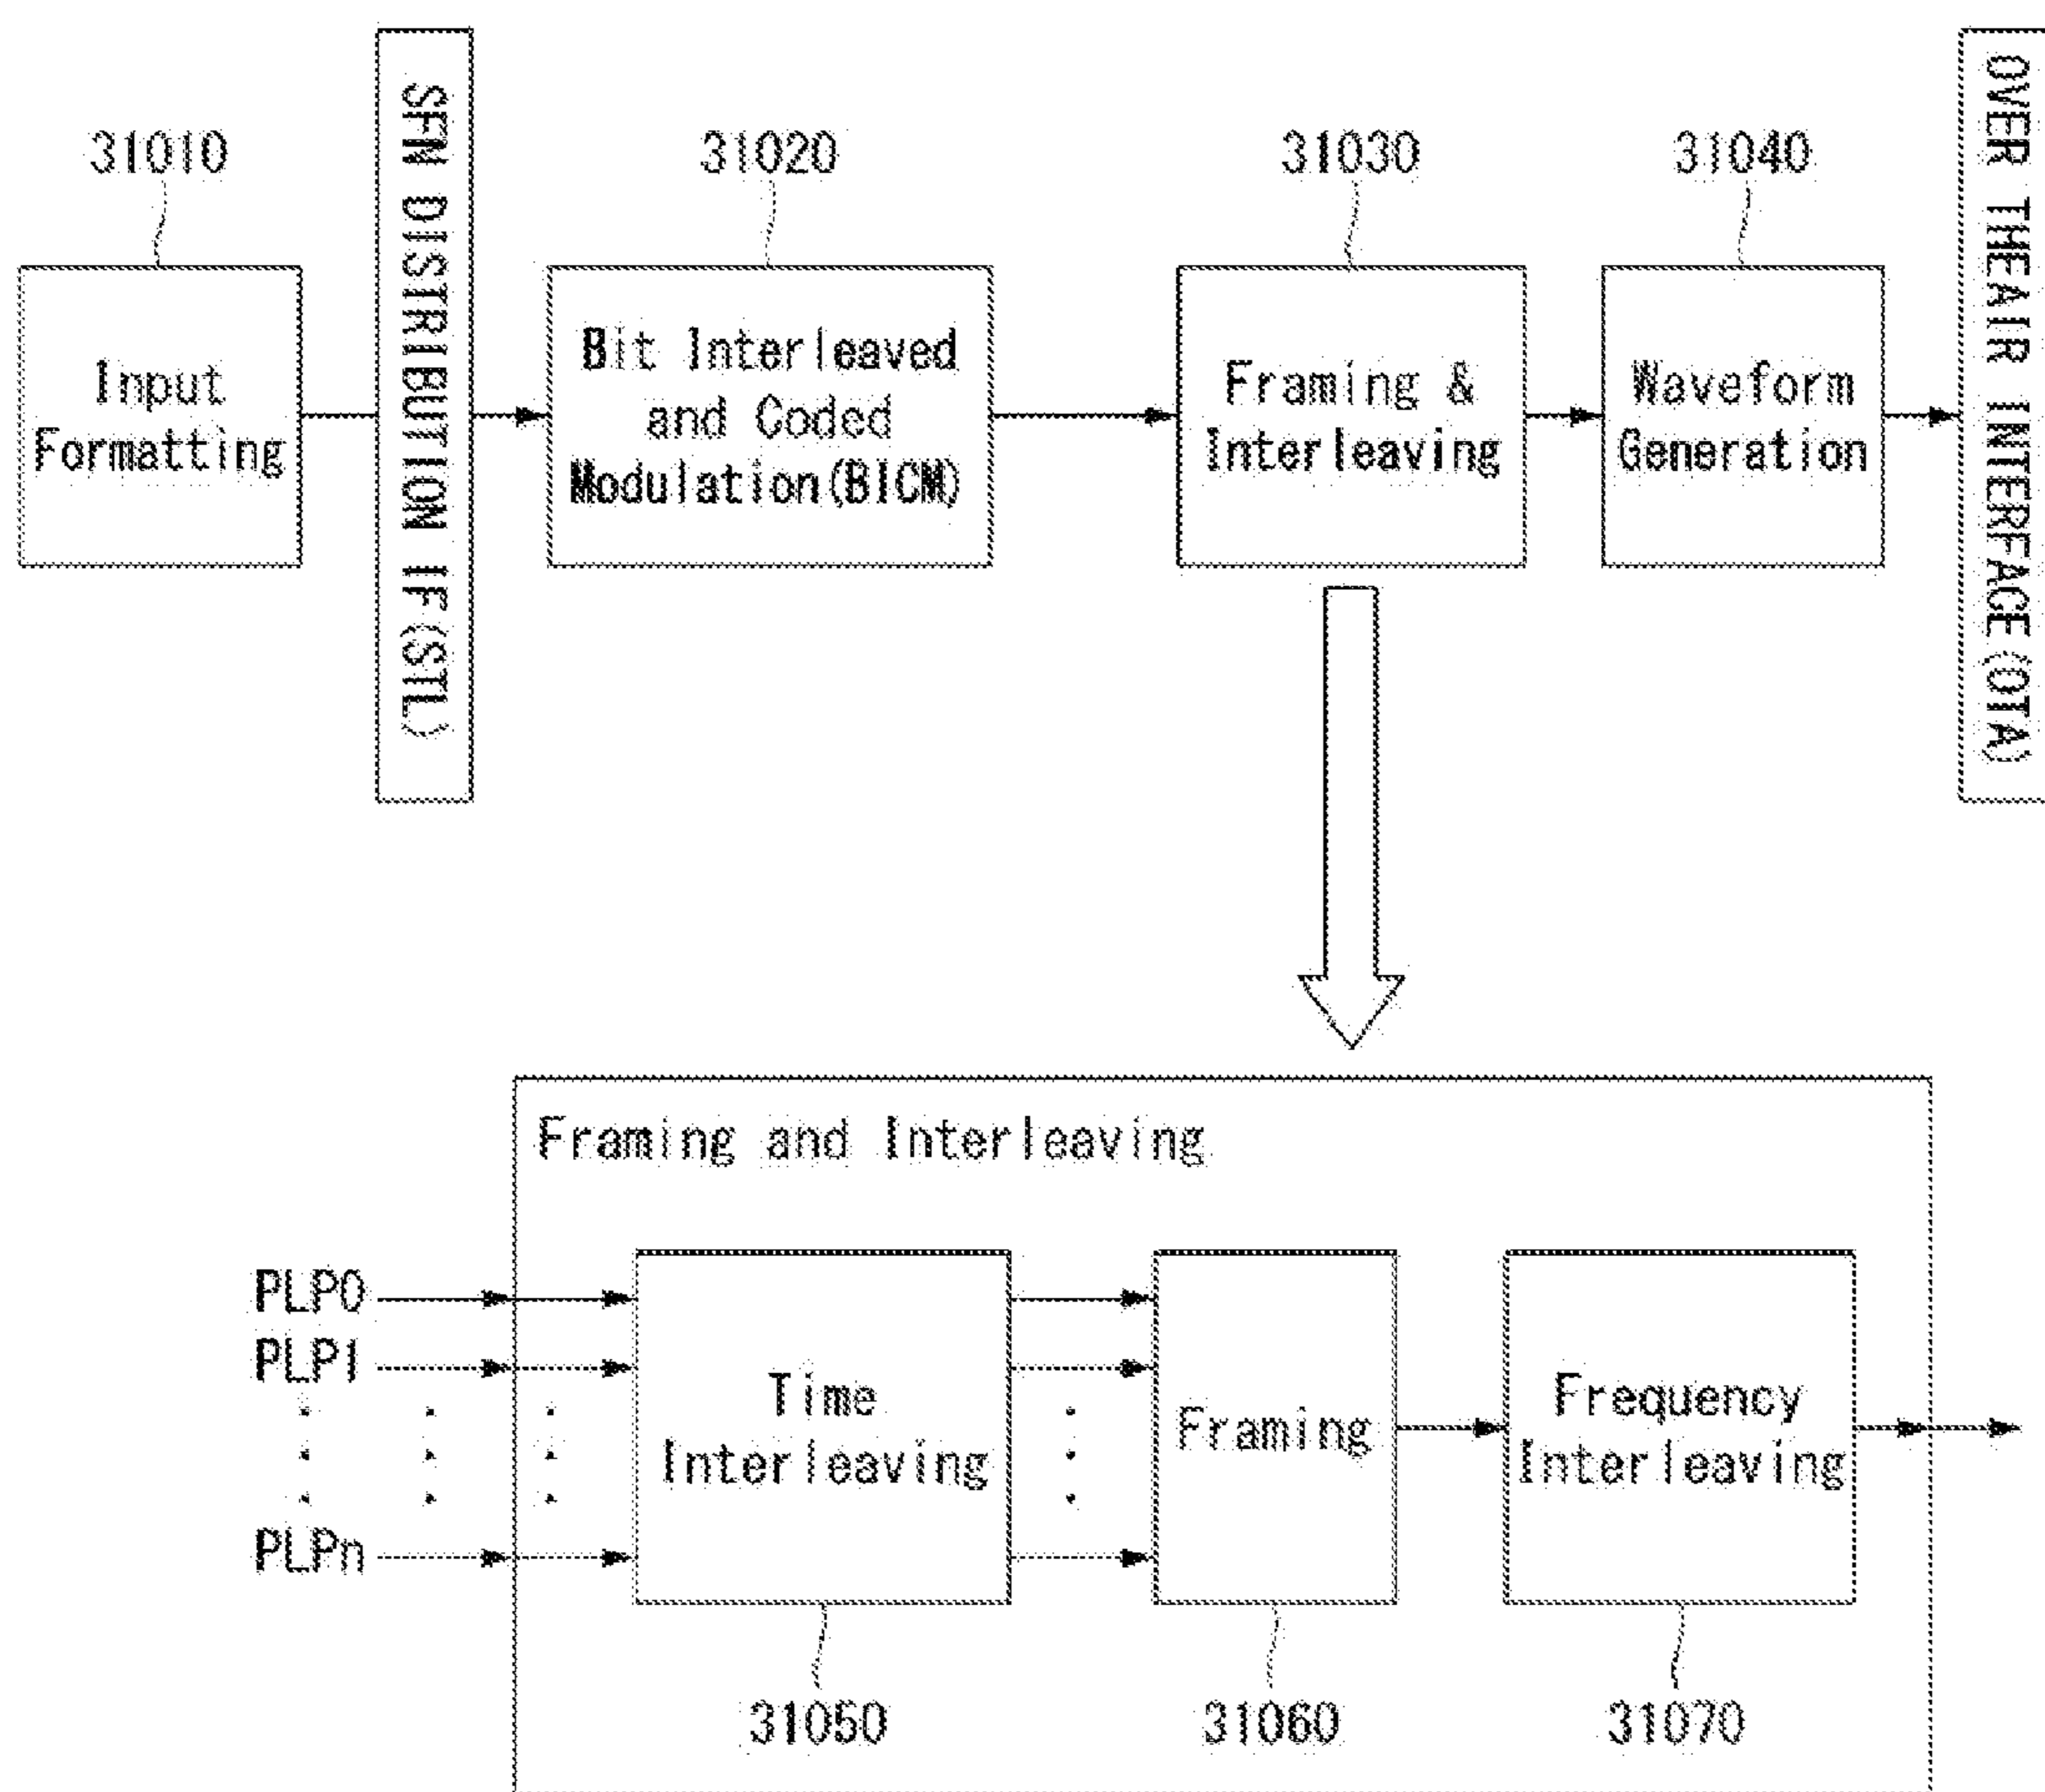 31010
31020
31030
31040
Input
Formatting
SFN DISTRIBUTION IF(STL)
Bit Interleaved
and Coded
Modulation(BICM)
Framing &
Interleaving
Waveform
Generation
OVER THEAIR INTERFACE(OTA)
Framing and Interleaving
PLP0
PLP1
PLPn
Time
Interleaving
Framing
Frequency
Interleaving
31050
31060
31070